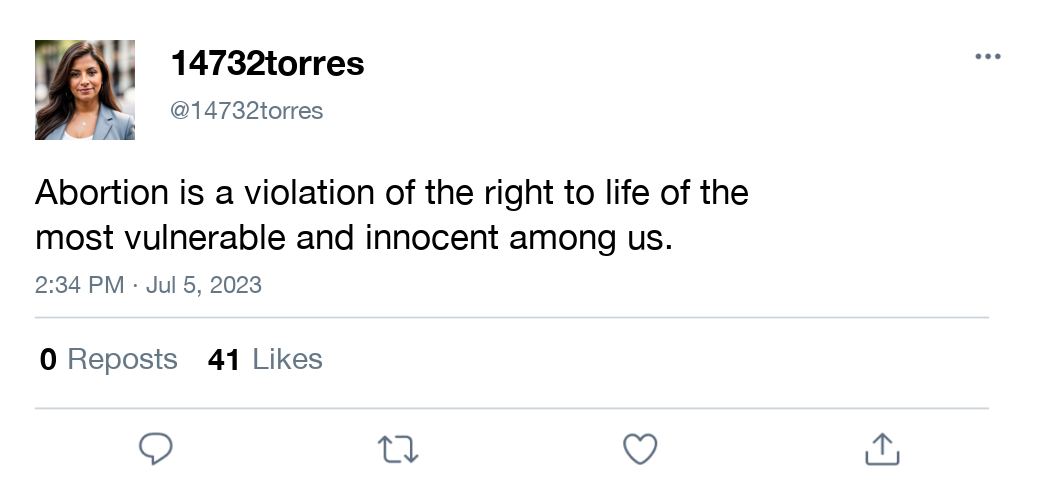 14732torres
@14732torres
Abortion is a violation of the right to life of the
most vulnerable and innocent among us.
2:34 PM · Jul 5, 2023
0 Reposts 41 Likes